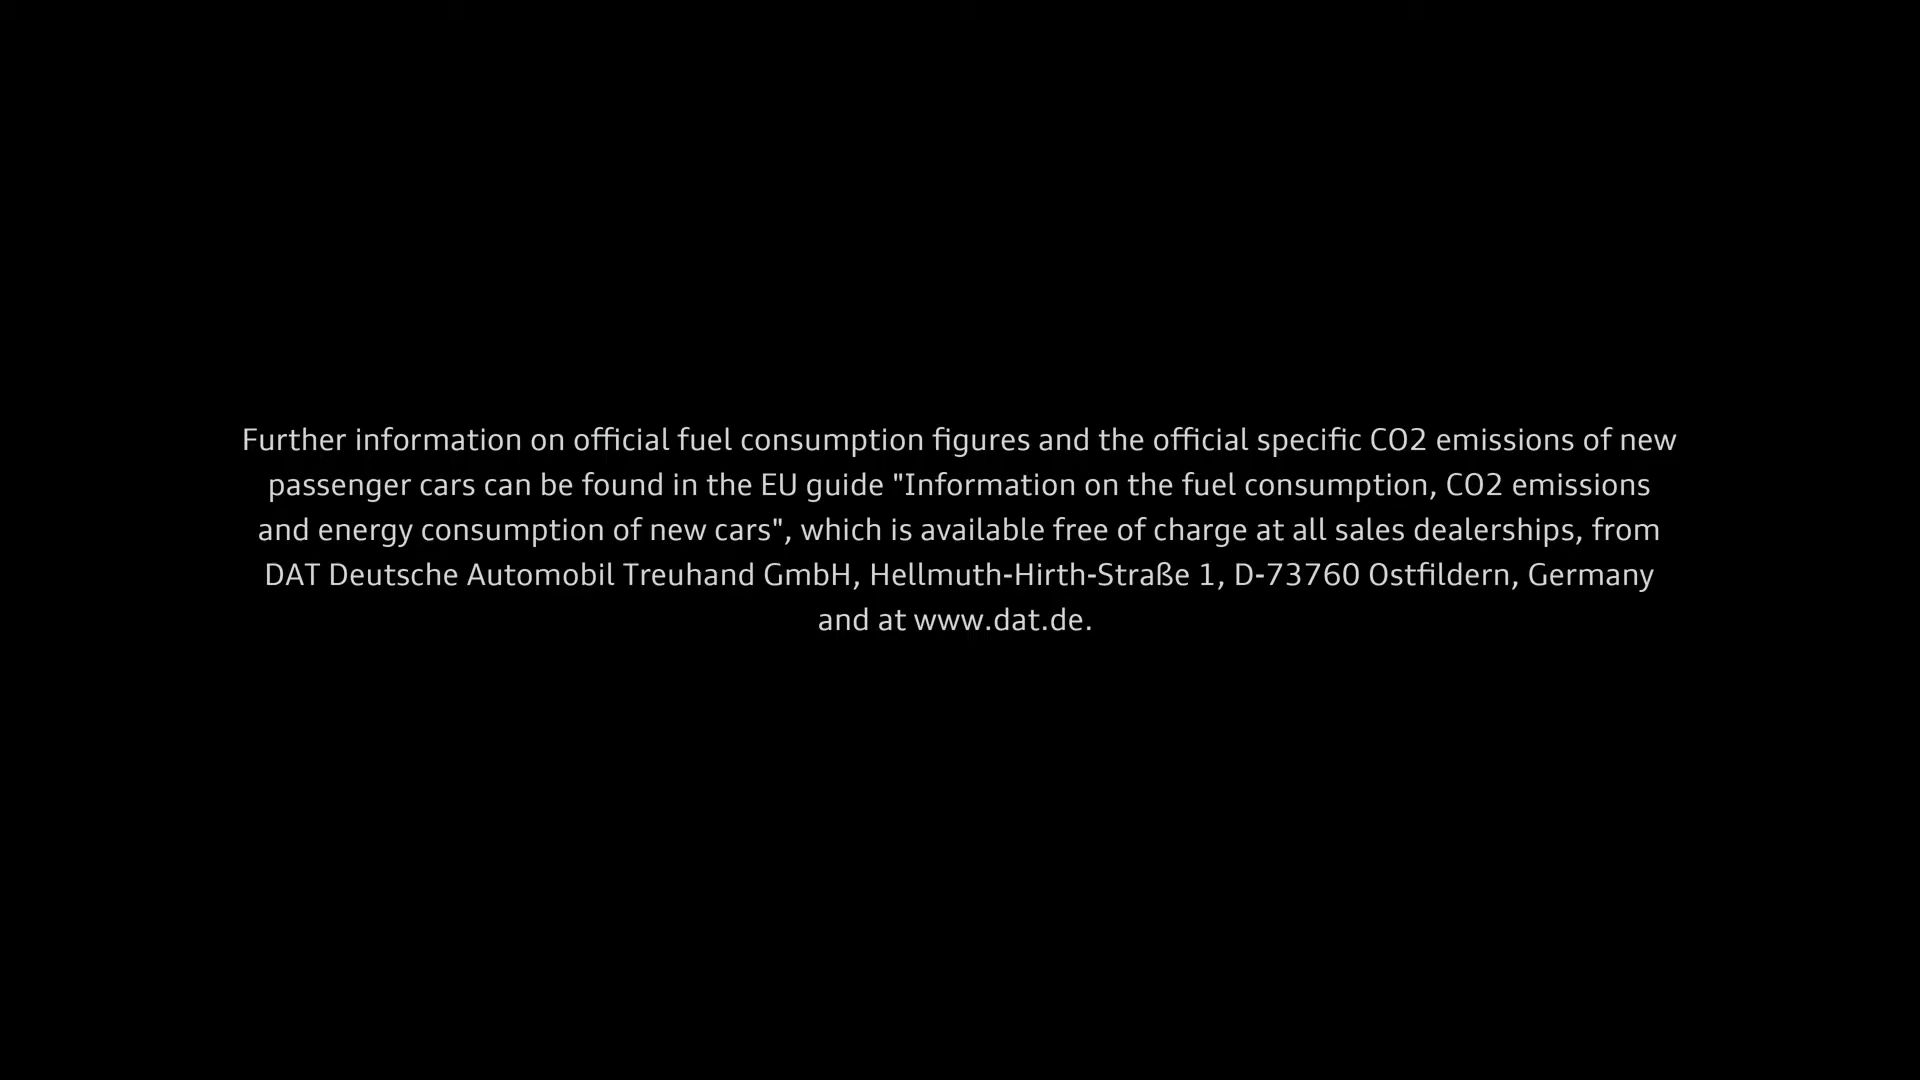 Further information on official fuel consumption figures and the official specific CO2 emissions of new
passenger cars can be found in the EU guide "Information on the fuel consumption, CO2 emissions
and energy consumption of new cars", which is available free of charge at all sales dealerships, from
DAT Deutsche Automobil Treuhand GmbH, Hellmuth-Hirth-Straße 1, D-73760 Ostfildern, Germany
and at www.dat.de.